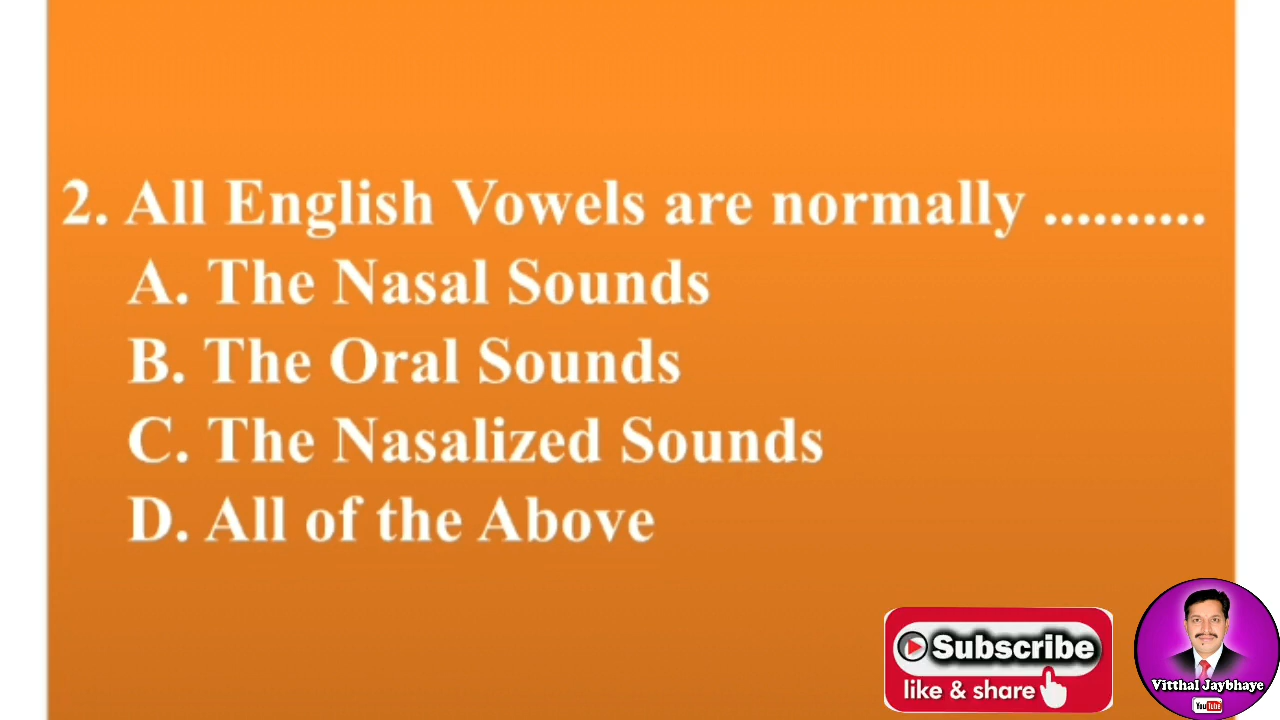 2. All English Vowels are normally ..........
A. The Nasal Sounds
B. The Oral Sounds
C. The Nasalized Sounds
D. All of the Above
Subscribe
like & share
Vitthal Jaybhaye
YouTube